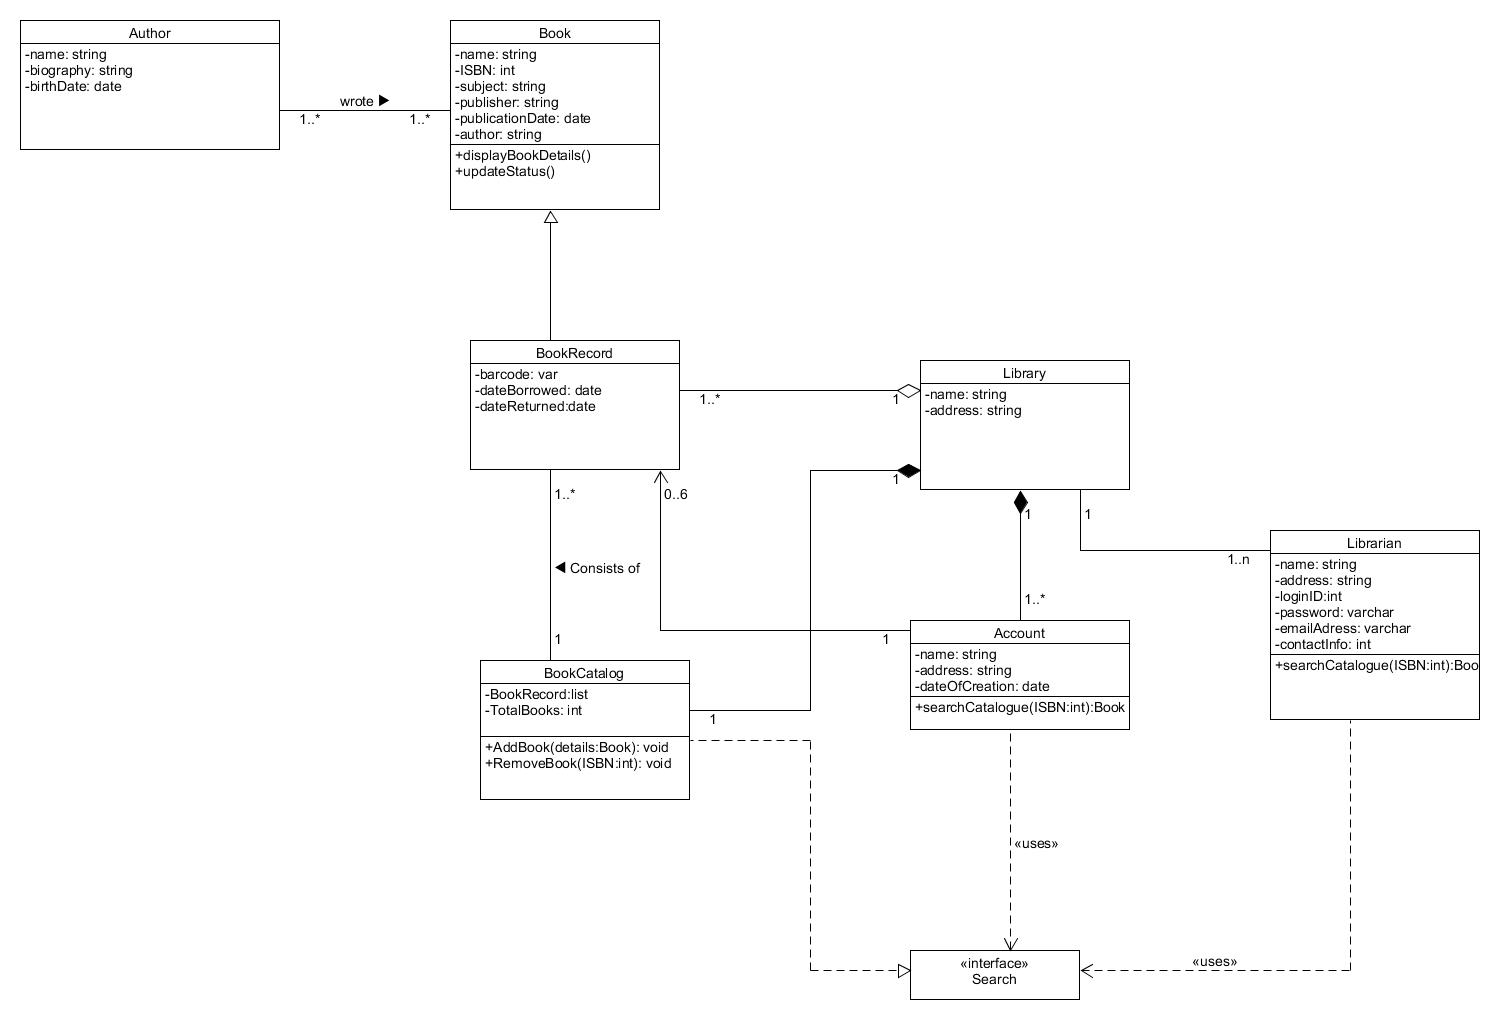 Author
-name: string
-biography: string
-birthDate: date
wrote ▶
1..*
1..*
Book
-name: string
-ISBN: int
-subject: string
-publisher: string
-publicationDate: date
-author: string
+displayBookDetails()
+updateStatus()
BookRecord
-barcode: var
-dateBorrowed: date
-dateReturned:date
1..*
1
Library
-name: string
-address: string
1
1
1
1..*
0..6
◀ Consists of
1
1..*
1
1..n
Librarian
-name: string
-address: string
-loginID:int
-password: varchar
-emailAdress: varchar
-contactInfo: int
+searchCatalogue(ISBN:int):Boo
Account
-name: string
-address: string
-dateOfCreation: date
+searchCatalogue(ISBN:int):Book
BookCatalog
-BookRecord:list
-TotalBooks: int
+AddBook(details:Book): void
+RemoveBook(ISBN:int): void
1
«uses»
«uses»
«interface»
Search